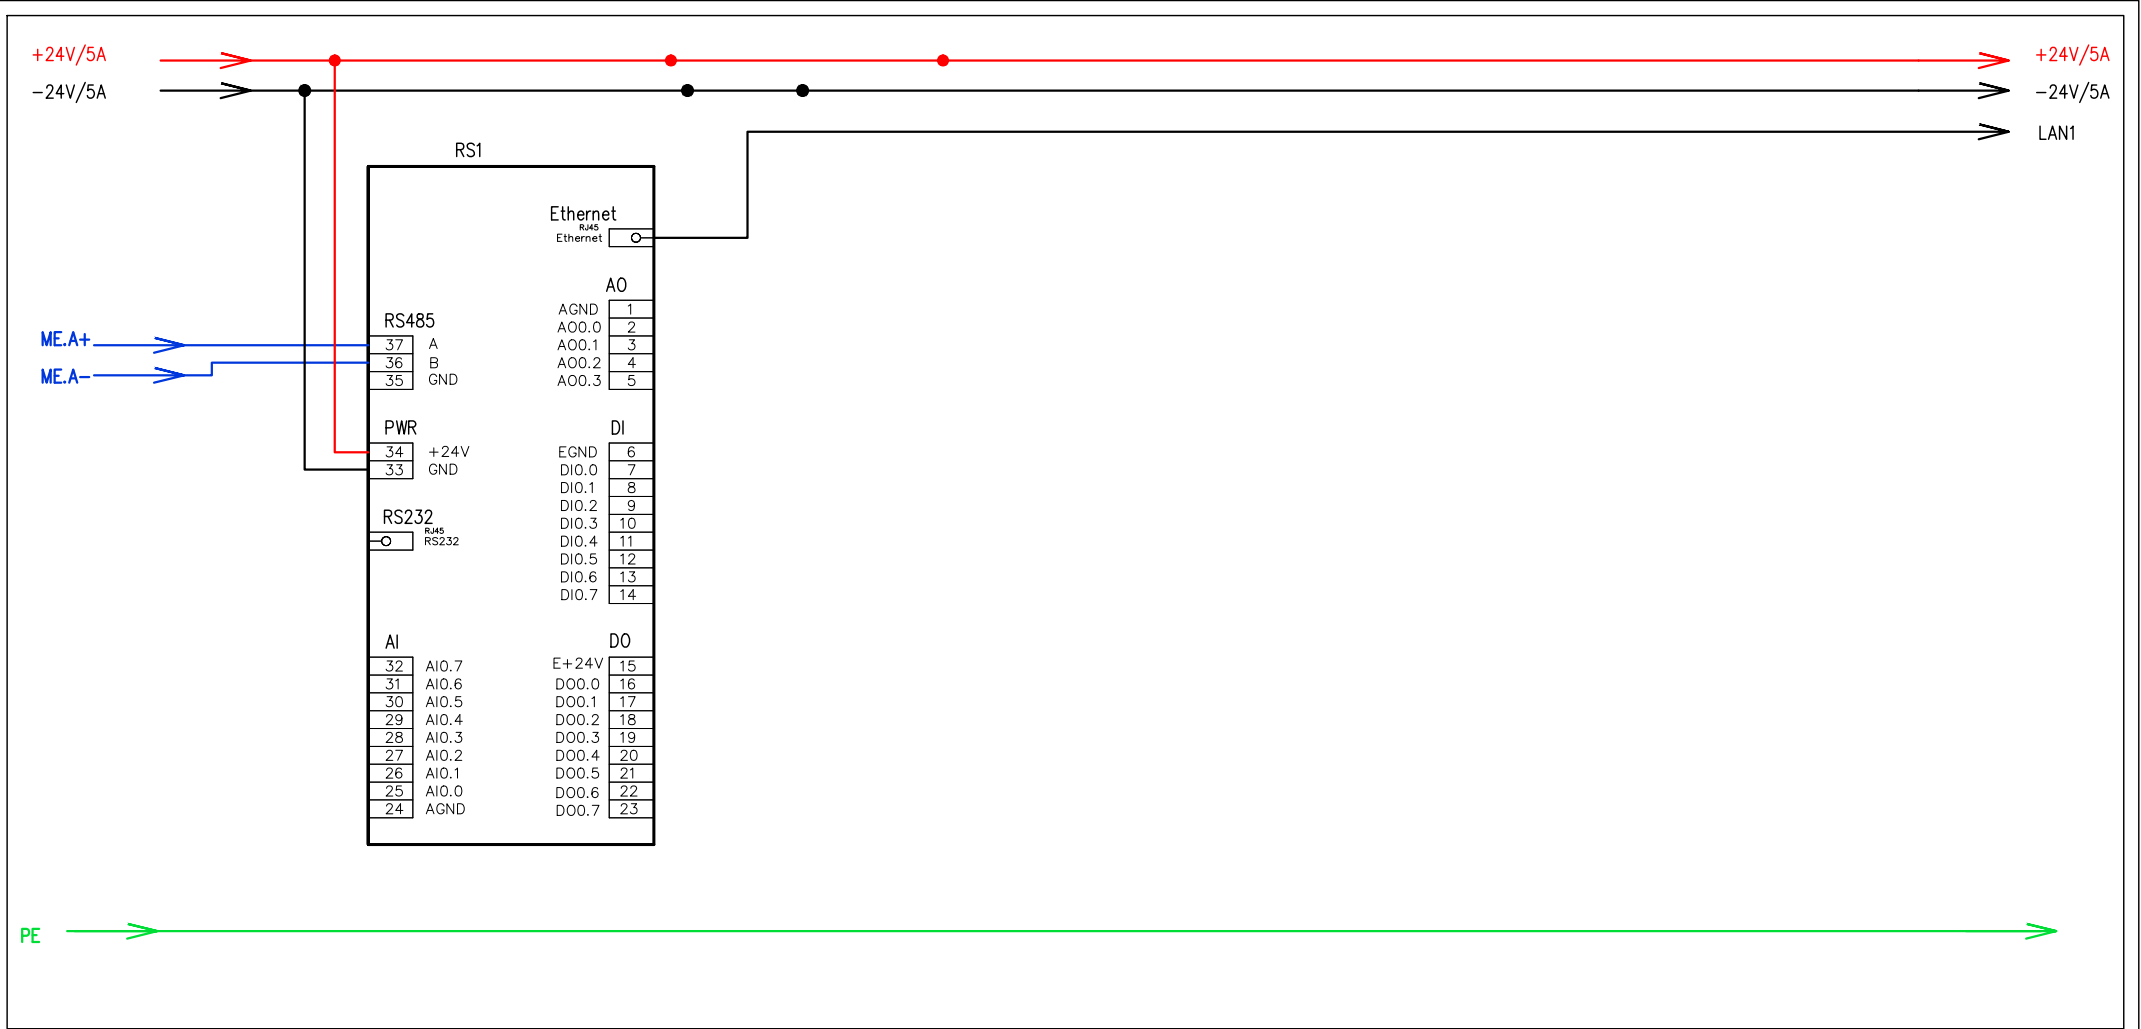 +24V/5A
+24V/5A
-24V/5A
-24V/5A
LAN1
RS1
Ethernet
RJ45
Ethernet
AO
AGND 1
AO0.0 2
AO0.1 3
AO0.2 4
AO0.3 5
RS485
ME.A+
37 A
36 B
ME.A-
35 GND
PWR
34 +24V
33 GND
DI
EGND 6
DI0.0 7
DI0.1 8
DI0.2 9
DI0.3 10
DI0.4 11
DI0.5 12
DI0.6 13
DI0.7 14
RS232
RJ45
RS232
AI
32 AI0.7
31 AI0.6
30 AI0.5
29 AI0.4
28 AI0.3
27 AI0.2
26 AI0.1
25 AI0.0
24 AGND
DO
E+24V 15
DO0.0 16
DO0.1 17
DO0.2 18
DO0.3 19
DO0.4 20
DO0.5 21
DO0.6 22
DO0.7 23
PE